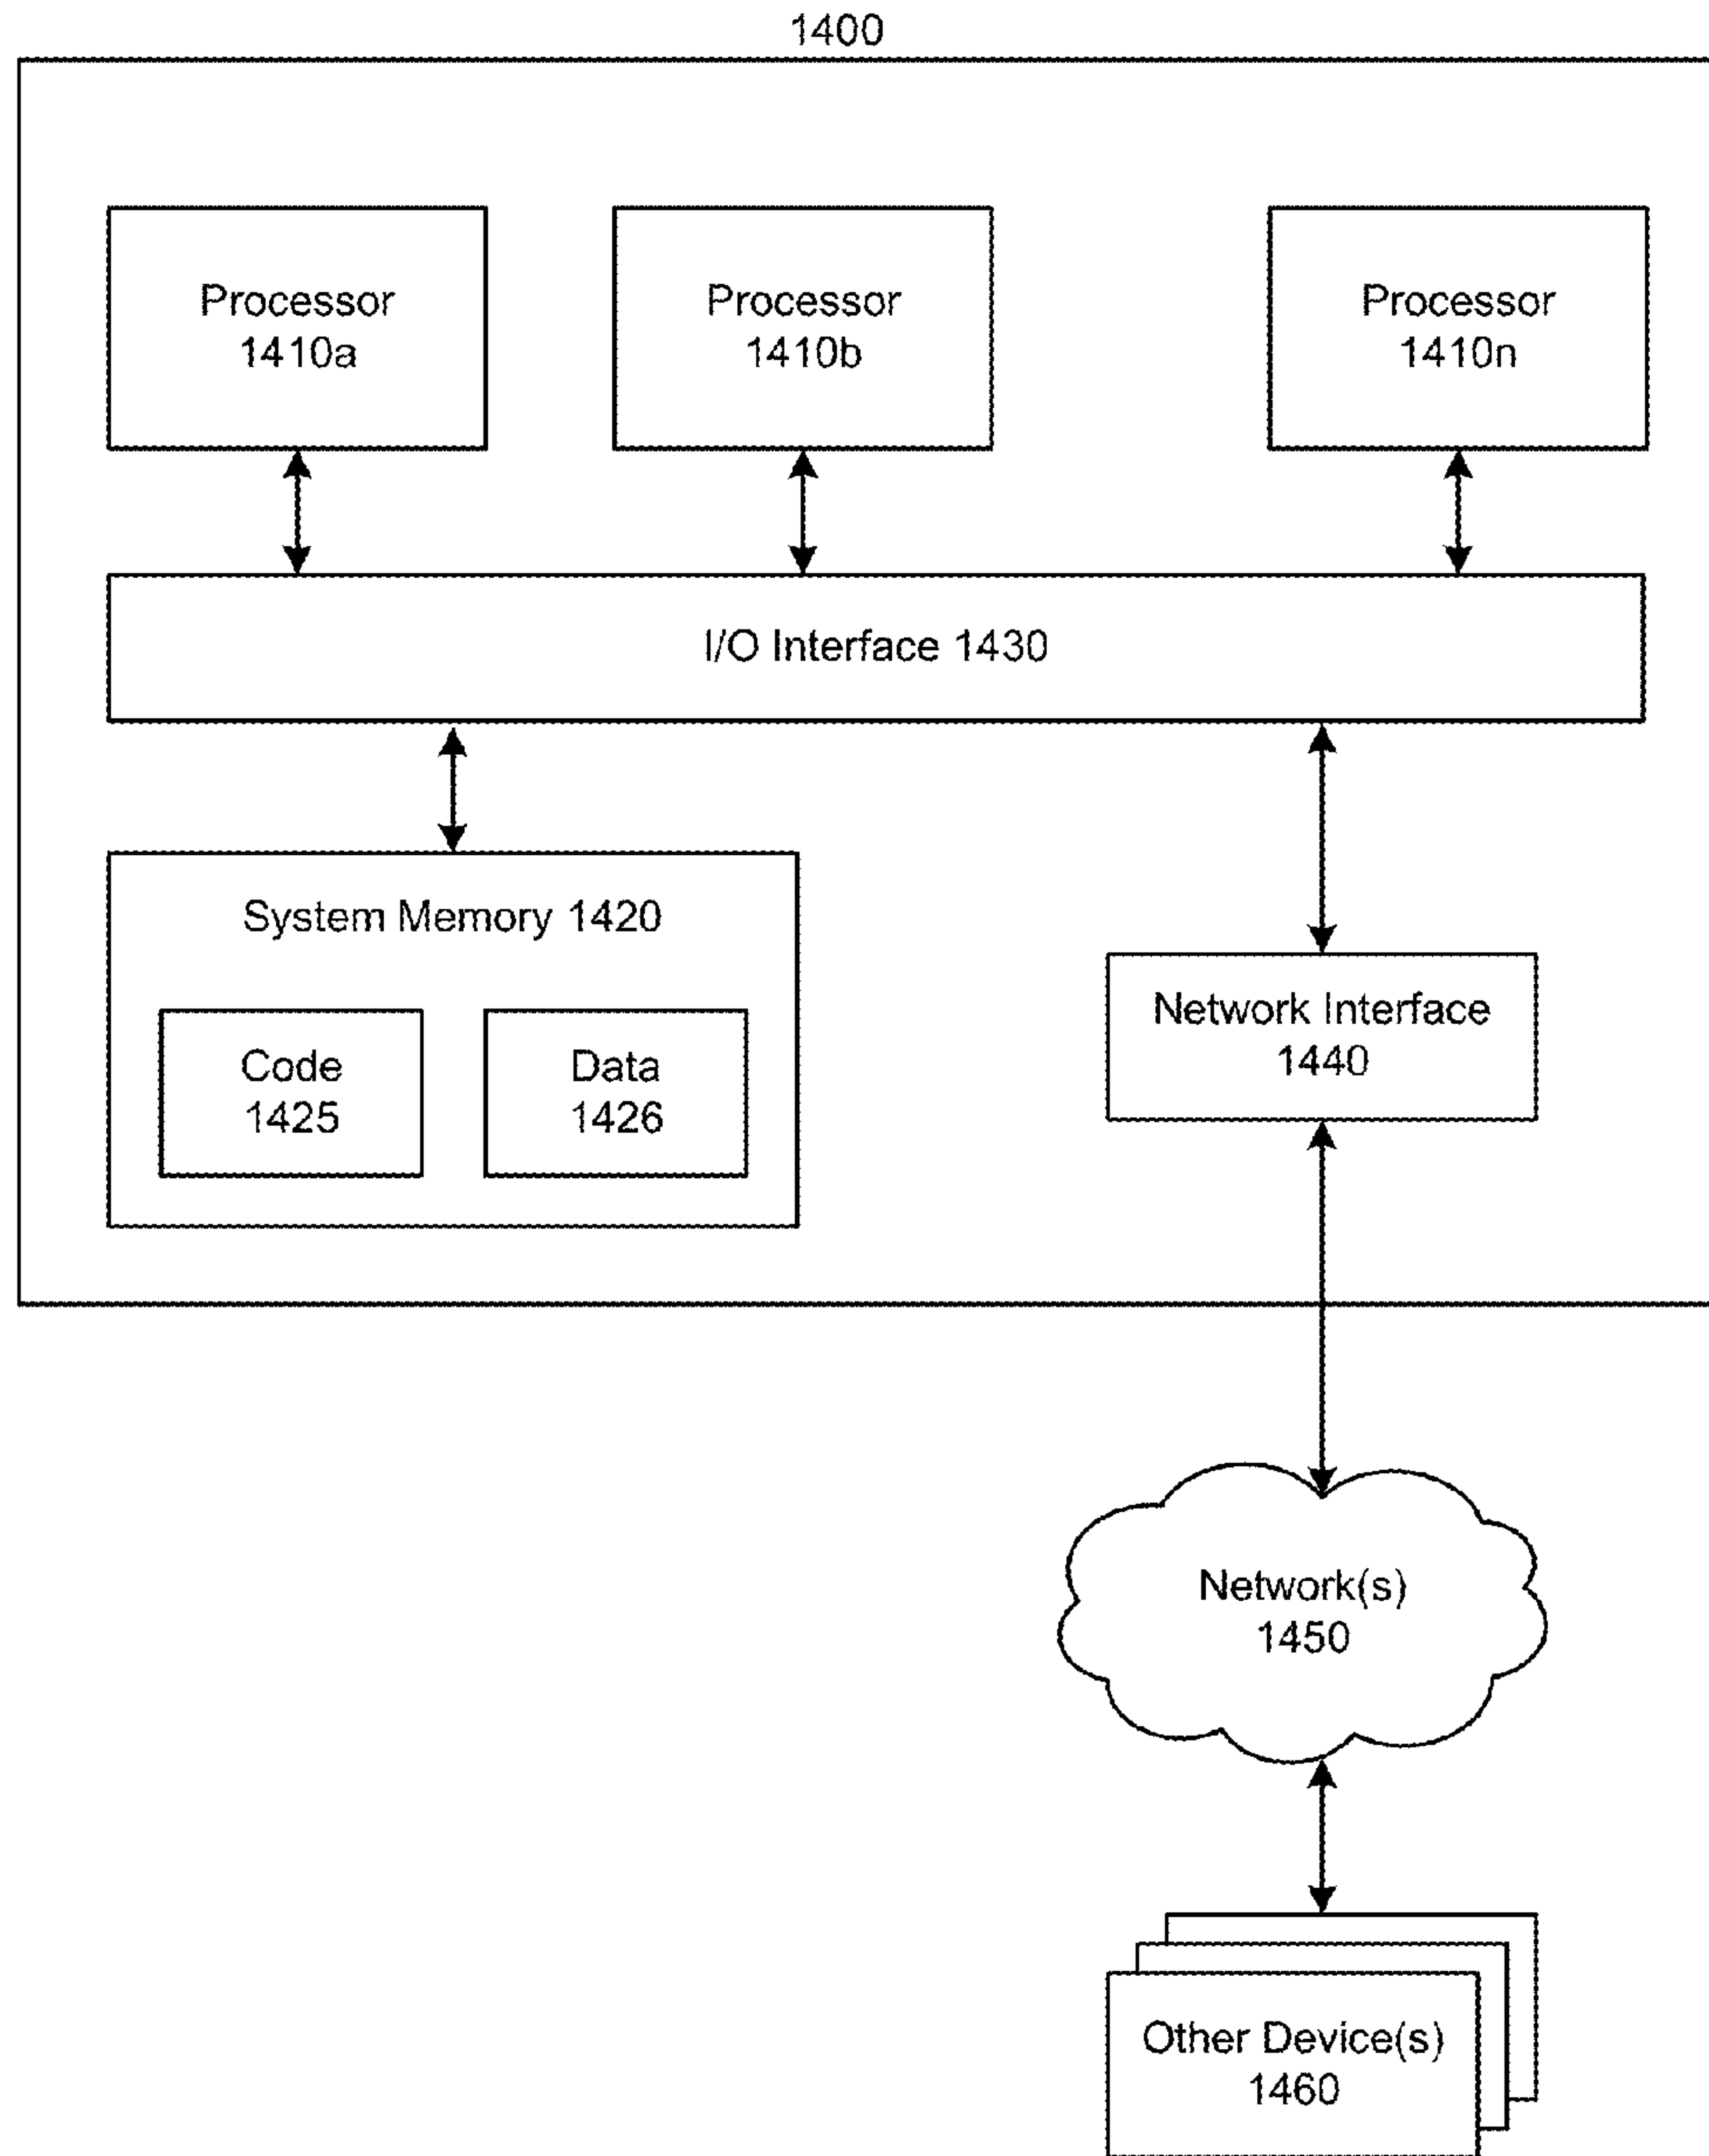 1400
Processor
1410a
Processor
1410b
Processor
1410n
I/O Interface 1430
System Memory 1420
Code
1425
Data
1426
Network Interface
1440
Network(s)
1450
Other Device(s)
1460